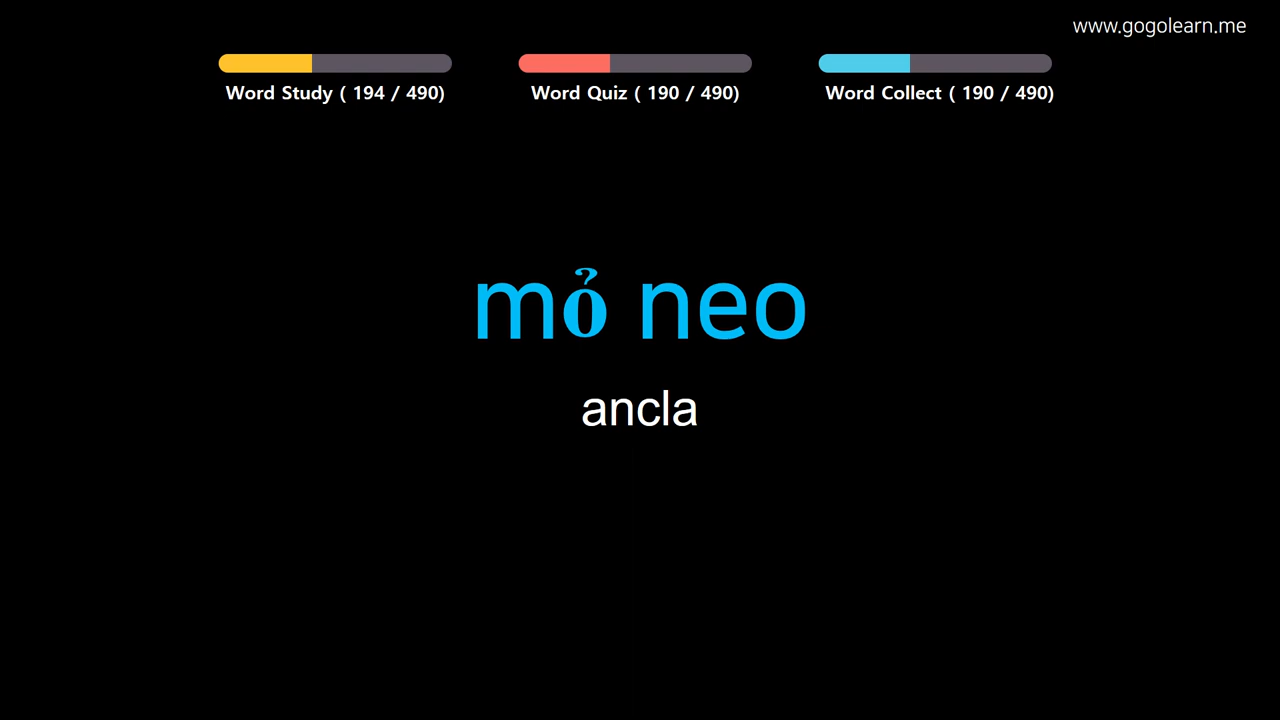 www.gogolearn.me
Word Study ( 194 / 490)
Word Quiz ( 190 / 490)
Word Collect ( 190 / 490)
mỏ neo
ancla